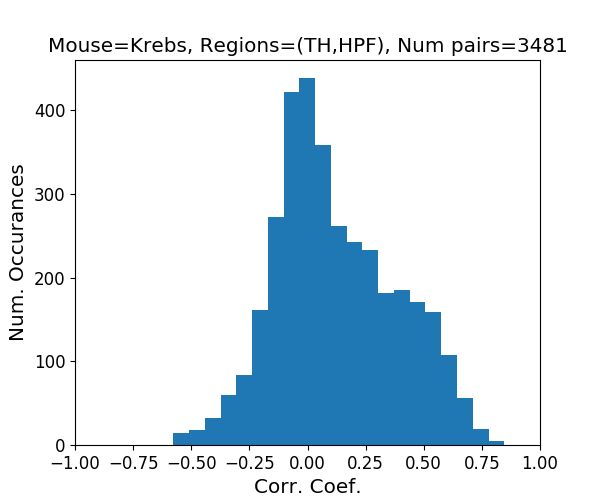 Mouse=Krebs, Regions=(TH,HPF), Num pairs=3481
Num. Occurances
400
300
200
100
0
−1.00 −0.75 −0.50 −0.25 0.00 0.25 0.50 0.75 1.00
Corr. Coef.